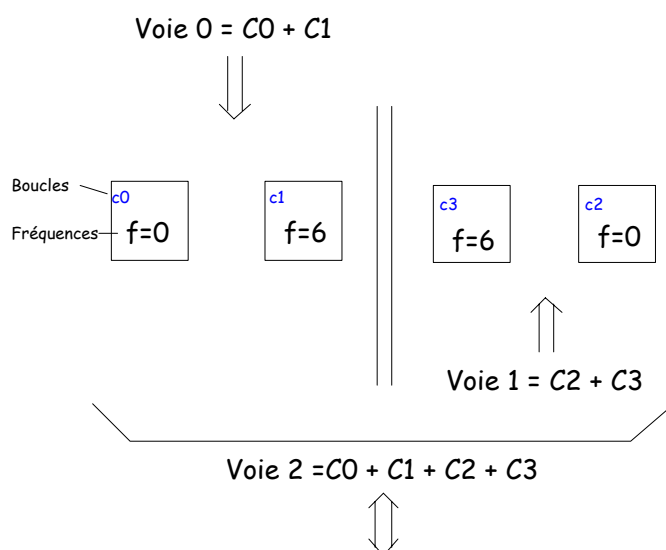 Voie 0 = C0 + C1
Boucles
c0
c1
c3
c2
Fréquences
f=0
f=6
f=6
f=0
Voie 1 = C2 + C3
Voie 2 =C0 + C1 + C2 + C3